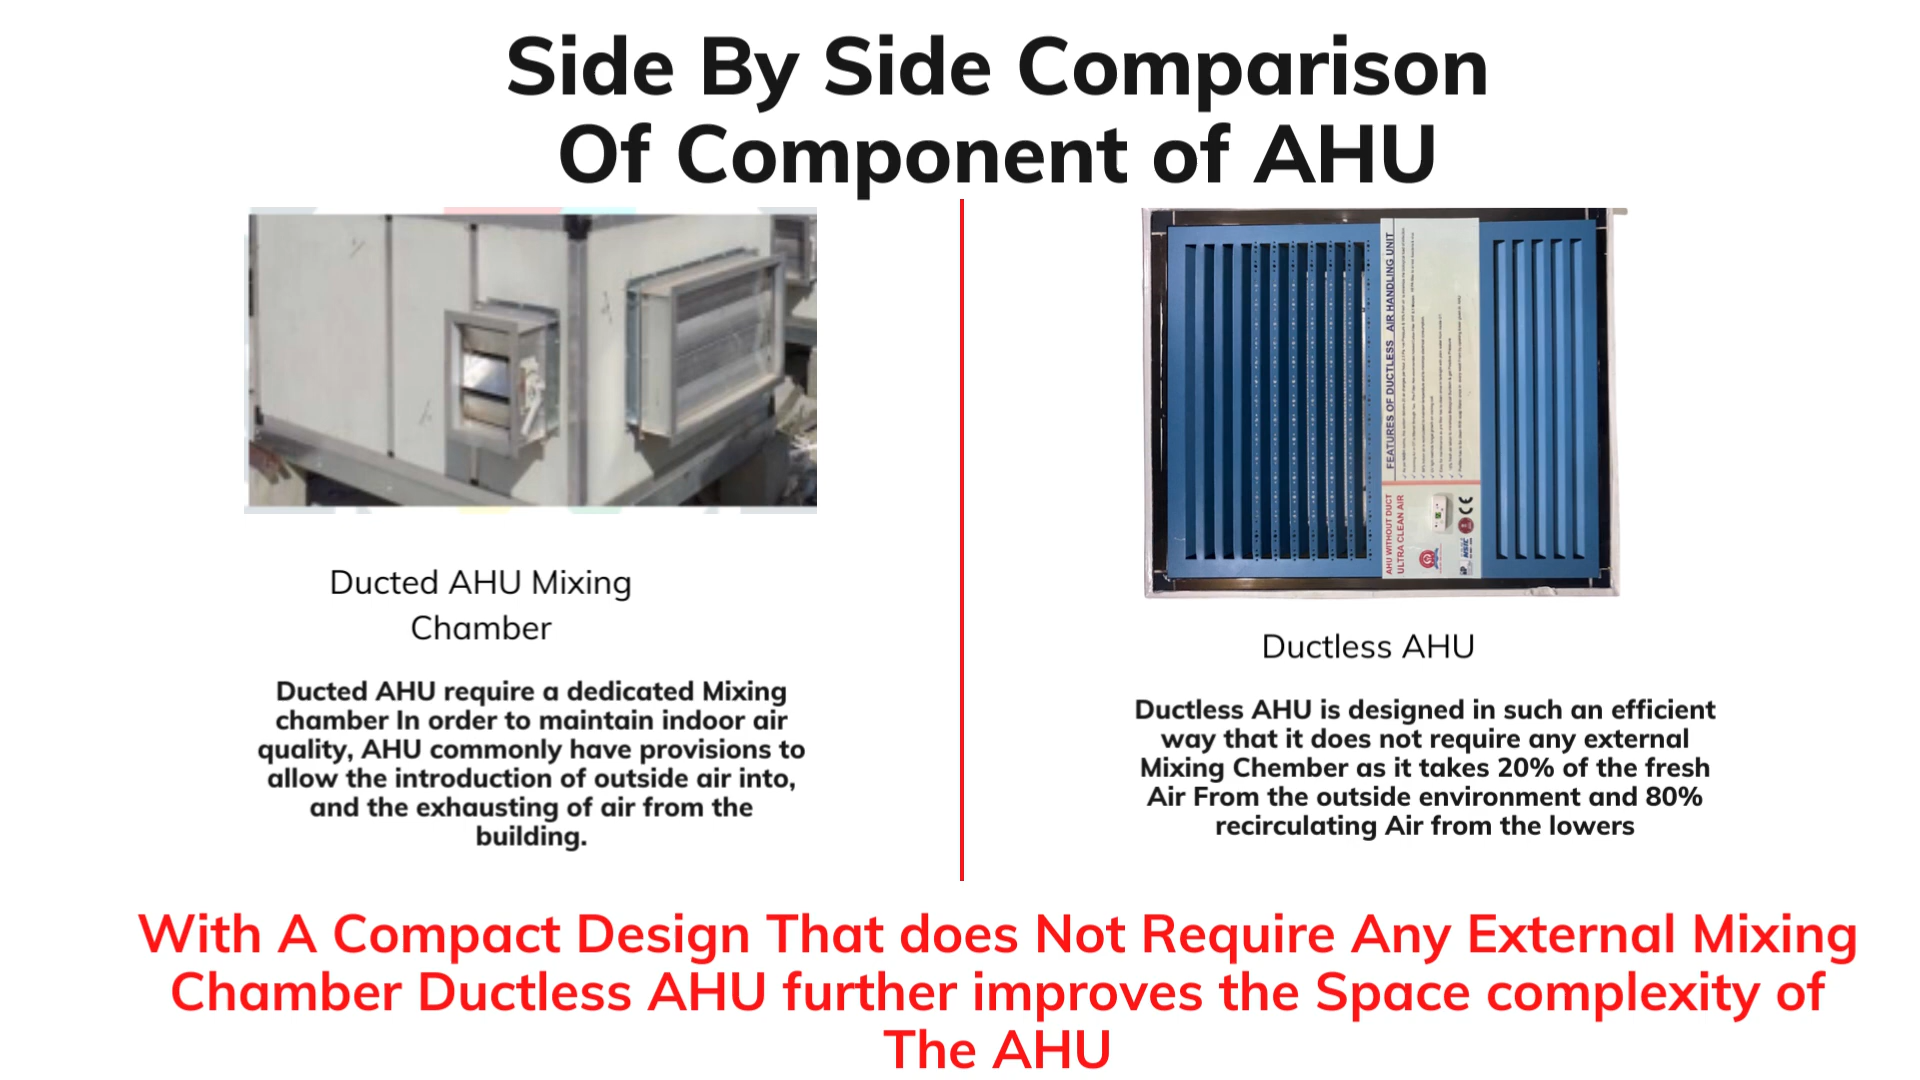 Side By Side Comparison
Of Component of AHU
Ducted AHU Mixing
Chamber
Ducted AHU require a dedicated Mixing
chamber In order to maintain indoor air
quality, AHU commonly have provisions to
allow the introduction of outside air into,
and the exhausting of air from the
building.
FEATURES OF DUCTLESS AIR HANDLING UNIT
AHU WITHOUT DUCT
ULTRA CLEAN AIR
CE
Ductless AHU
Ductless AHU is designed in such an efficient
way that it does not require any external
Mixing Chember as it takes 20% of the fresh
Air From the outside environment and 80%
recirculating Air from the lowers
With A Compact Design That does Not Require Any External Mixing
Chamber Ductless AHU further improves the Space complexity of
The AHU